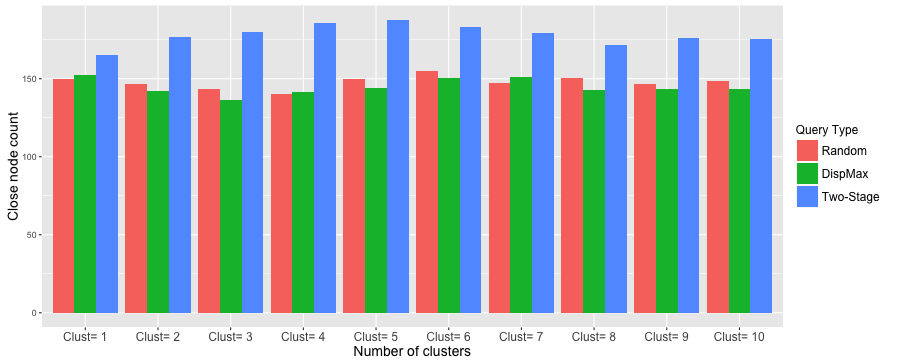 Close node count
150
100
50
0
Clust= 1 Clust= 2 Clust= 3 Clust= 4 Clust= 5 Clust= 6 Clust= 7 Clust= 8 Clust= 9 Clust= 10
Number of clusters
Query Type
Random
DispMax
Two-Stage